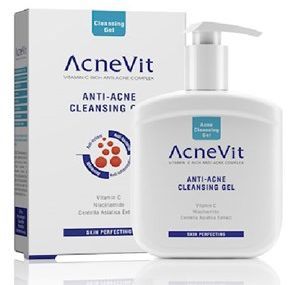 Cleansing
Gel
AcneVit
VITAMIN-C RICH ANTI-ACNE COMPLEX
ANTI-ACNE
CLEANSING GEL
Vitamin C
Niacinamide
Centella Asiatica Extract
SKIN PERFECTING
Acne
Cleansing
Gel
AcneVit
VITAMIN-C RICH ANTI-ACNE COMPLEX
ANTI-ACNE
CLEANSING GEL
Vitamin C
Niacinamide
Centella Asiatica Extract
SKIN PERFECTING